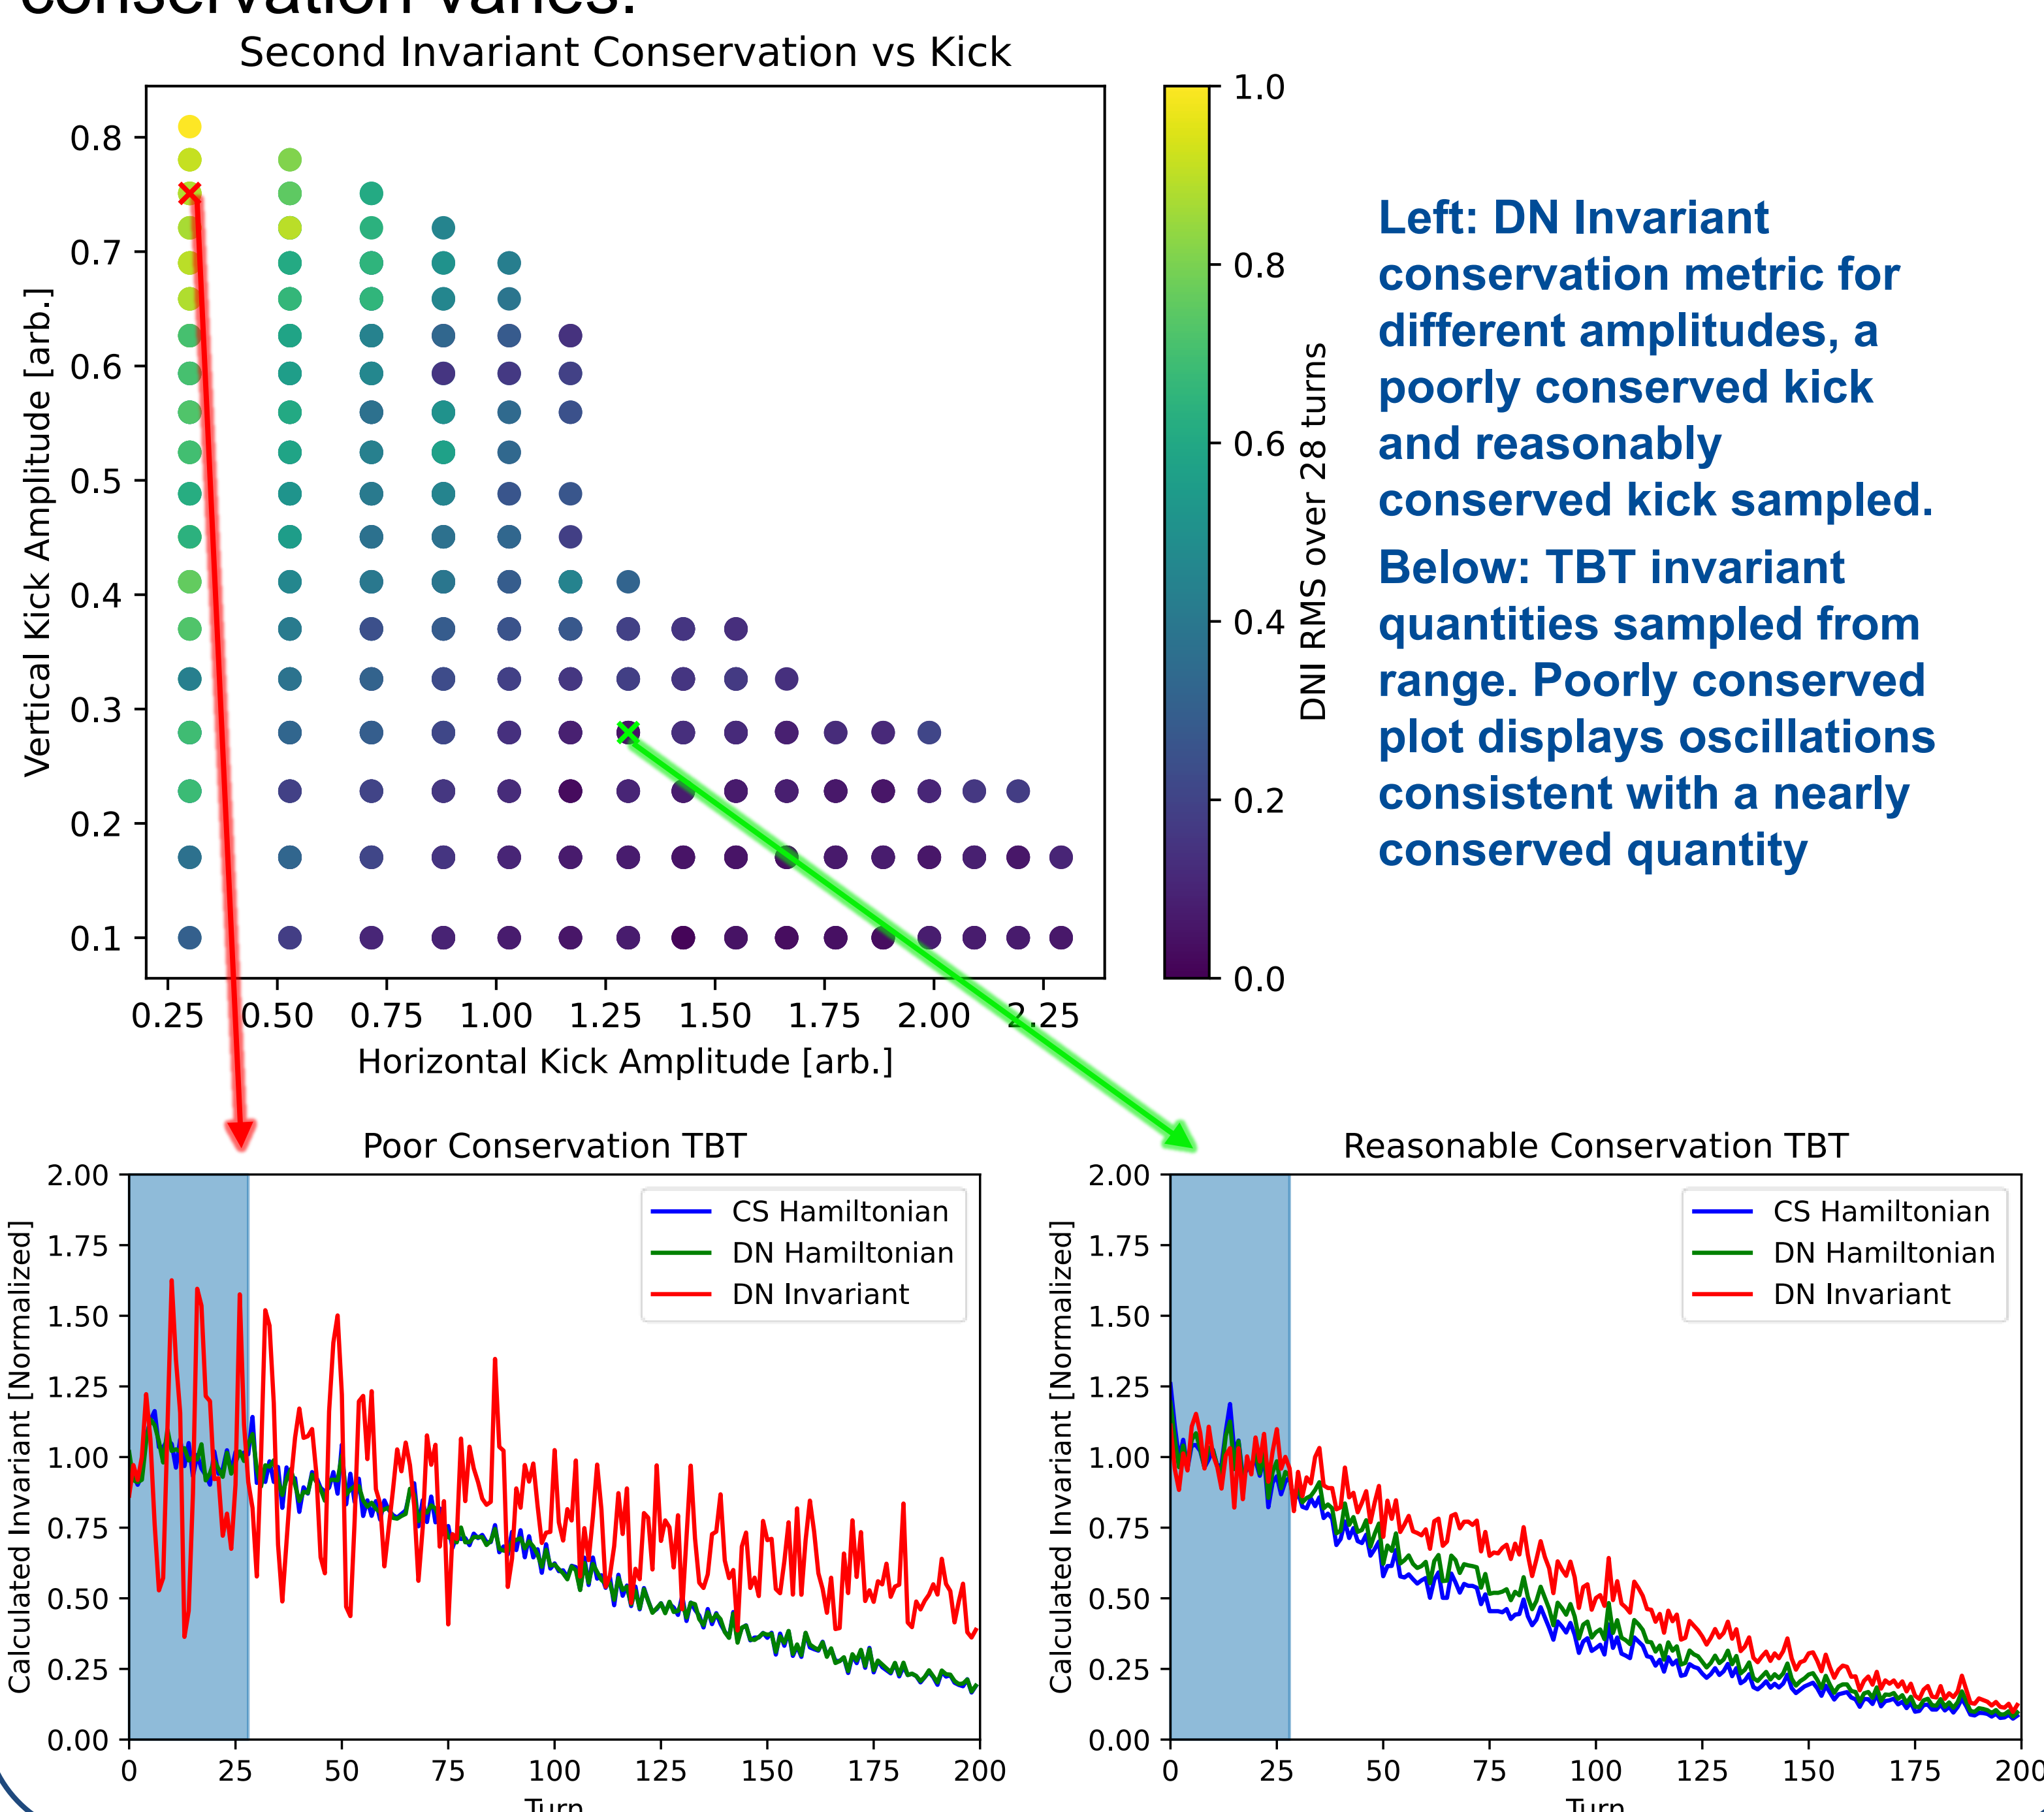 conservation varies.
Second Invariant Conservation vs Kick
0.8
0.7
0.6
0.5
0.4
0.3
0.2
0.1
Vertical Kick Amplitude [arb.]
0.25 0.50 0.75 1.00 1.25 1.50 1.75 2.00 2.25
Horizontal Kick Amplitude [arb.]
1.0
0.8
0.6
0.4
0.2
0.0
DNI RMS over 28 turns
Left: DN Invariant
conservation metric for
different amplitudes, a
poorly conserved kick
and reasonably
conserved kick sampled.
Below: TBT invariant
quantities sampled from
range. Poorly conserved
plot displays oscillations
consistent with a nearly
conserved quantity
Poor Conservation TBT
2.00
1.75
1.50
1.25
1.00
0.75
0.50
0.25
0.00
Calculated Invariant [Normalized]
CS Hamiltonian
DN Hamiltonian
DN Invariant
0 25 50 75 100 125 150 175 200
Turn
Reasonable Conservation TBT
2.00
1.75
1.50
1.25
1.00
0.75
0.50
0.25
0.00
Calculated Invariant [Normalized]
CS Hamiltonian
DN Hamiltonian
DN Invariant
0 25 50 75 100 125 150 175 200
Turn